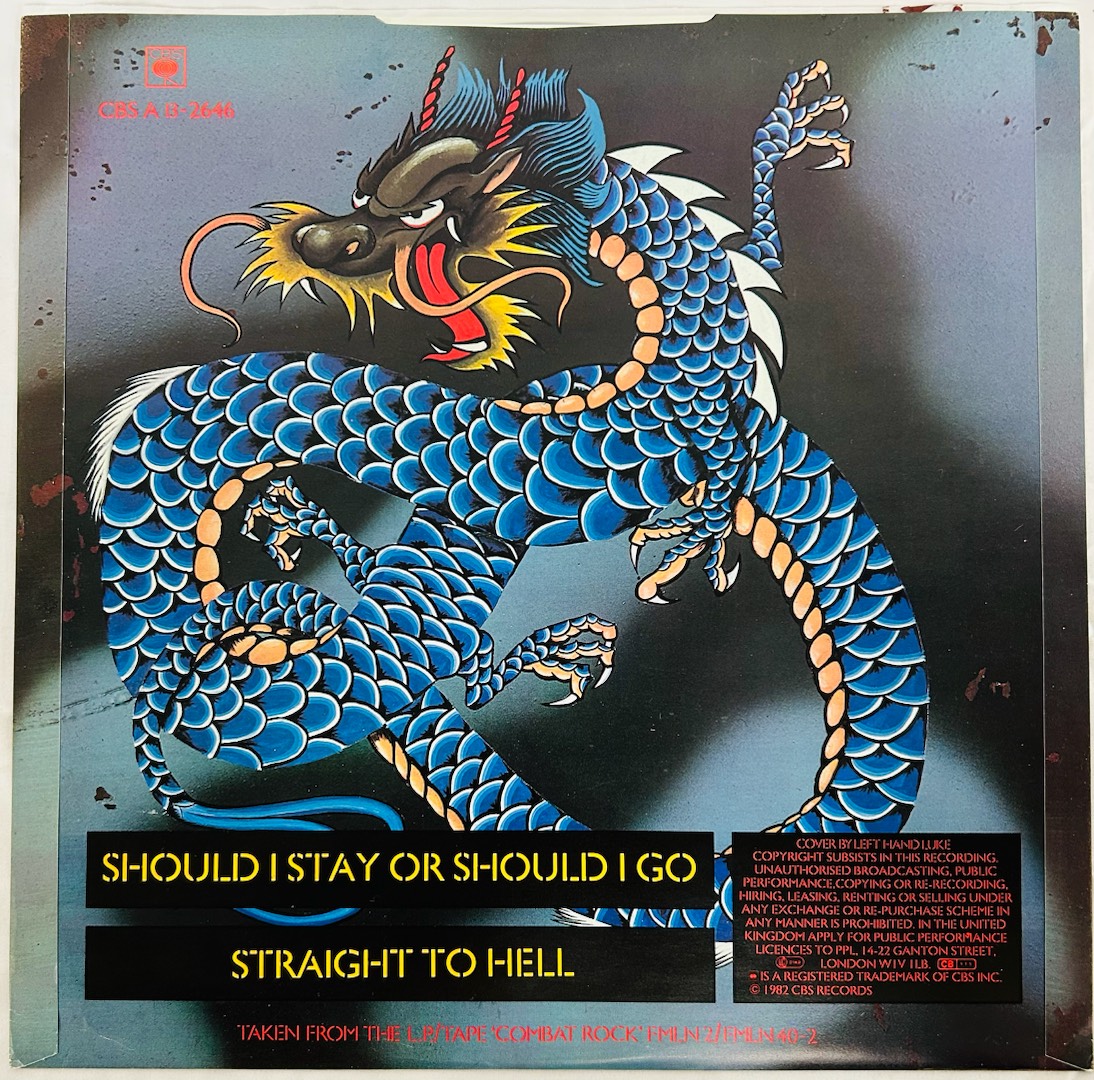 CBS A 13-2646
SHOULD I STAY OR SHOULD I GO
STRAIGHT TO HELL
COVER BY LEFT HAND LUKE
COPYRIGHT SUBSISTS IN THIS RECORDING.
UNAUTHORISED BROADCASTING, PUBLIC
PERFORMANCE,COPYING OR RE-RECORDING,
HIRING, LEASING, RENTING OR SELLING UNDER
ANY EXCHANGE OR RE-PURCHASE SCHEME IN
ANY MANNER IS PROHIBITED. IN THE UNITED
KINGDOM APPLY FOR PUBLIC PERFORMANCE
LICENCES TO PPL, 14-22 GANTON STREET,
LONDON W1V 1LB. CB
IS A REGISTERED TRADEMARK OF CBS INC.
© 1982 CBS RECORDS
TAKEN FROM THE L.P./TAPE 'COMBAT ROCK' FMLN 2/FMLN 40-2